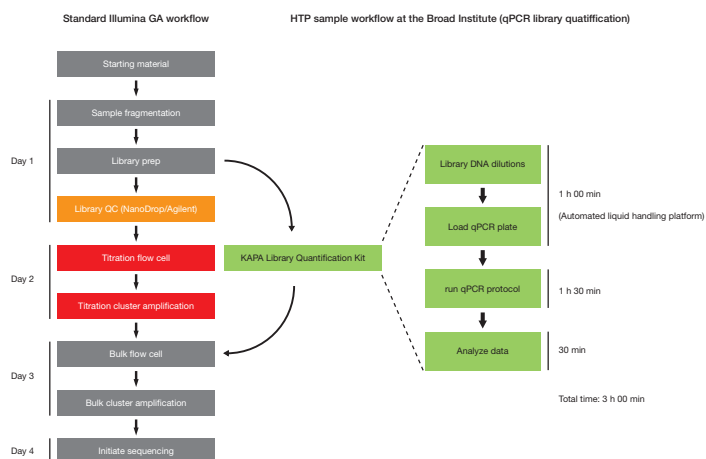 Standard Illumina GA workflow
HTP sample workflow at the Broad Institute (qPCR library quatiffication)
Starting material
Day 1
Sample fragmentation
Library prep
Library QC (NanoDrop/Agilent)
Day 2
Titration flow cell
Titration cluster amplification
Day 3
Bulk flow cell
Bulk cluster amplification
Day 4
Initiate sequencing
KAPA Library Quantification Kit
Library DNA dilutions
Load qPCR plate
1 h 00 min
(Automated liquid handling platform)
run qPCR protocol
1 h 30 min
Analyze data
30 min
Total time: 3 h 00 min